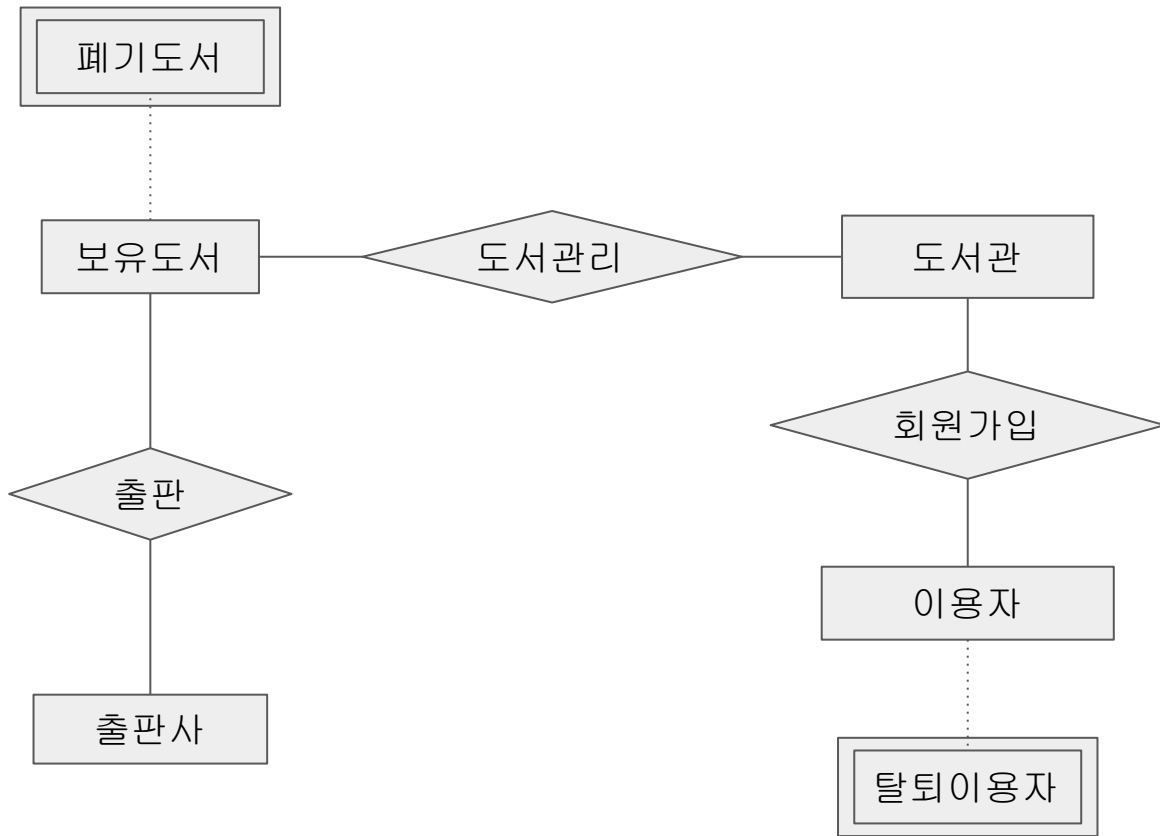 폐기도서
보유도서
도서관리
도서관
회원가입
출판
이용자
출판사
탈퇴이용자